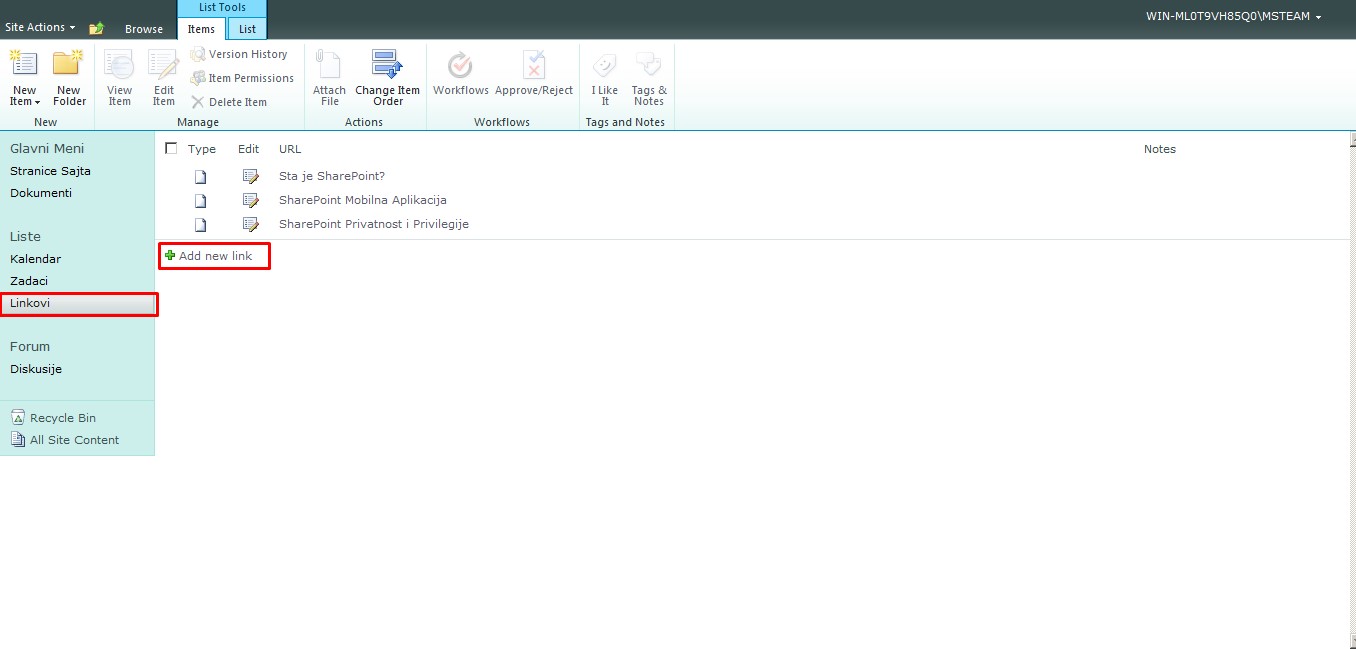 List Tools
Site Actions
Browse
Items
List
WIN-ML0T9VH85Q0\MSTEAM
New Item
New Folder
New
View Item
Edit Item
Version History
Item Permissions
Delete Item
Manage
Attach File
Change Item Order
Actions
Workflows
Approve/Reject
Workflows
I Like It
Tags & Notes
Tags and Notes
Glavni Meni
Stranice Sajta
Dokumenti
Liste
Kalendar
Zadaci
Linkovi
Forum
Diskusije
Recycle Bin
All Site Content
Type Edit URL Notes
Sta je SharePoint?
SharePoint Mobilna Aplikacija
SharePoint Privatnost i Privilegije
Add new link